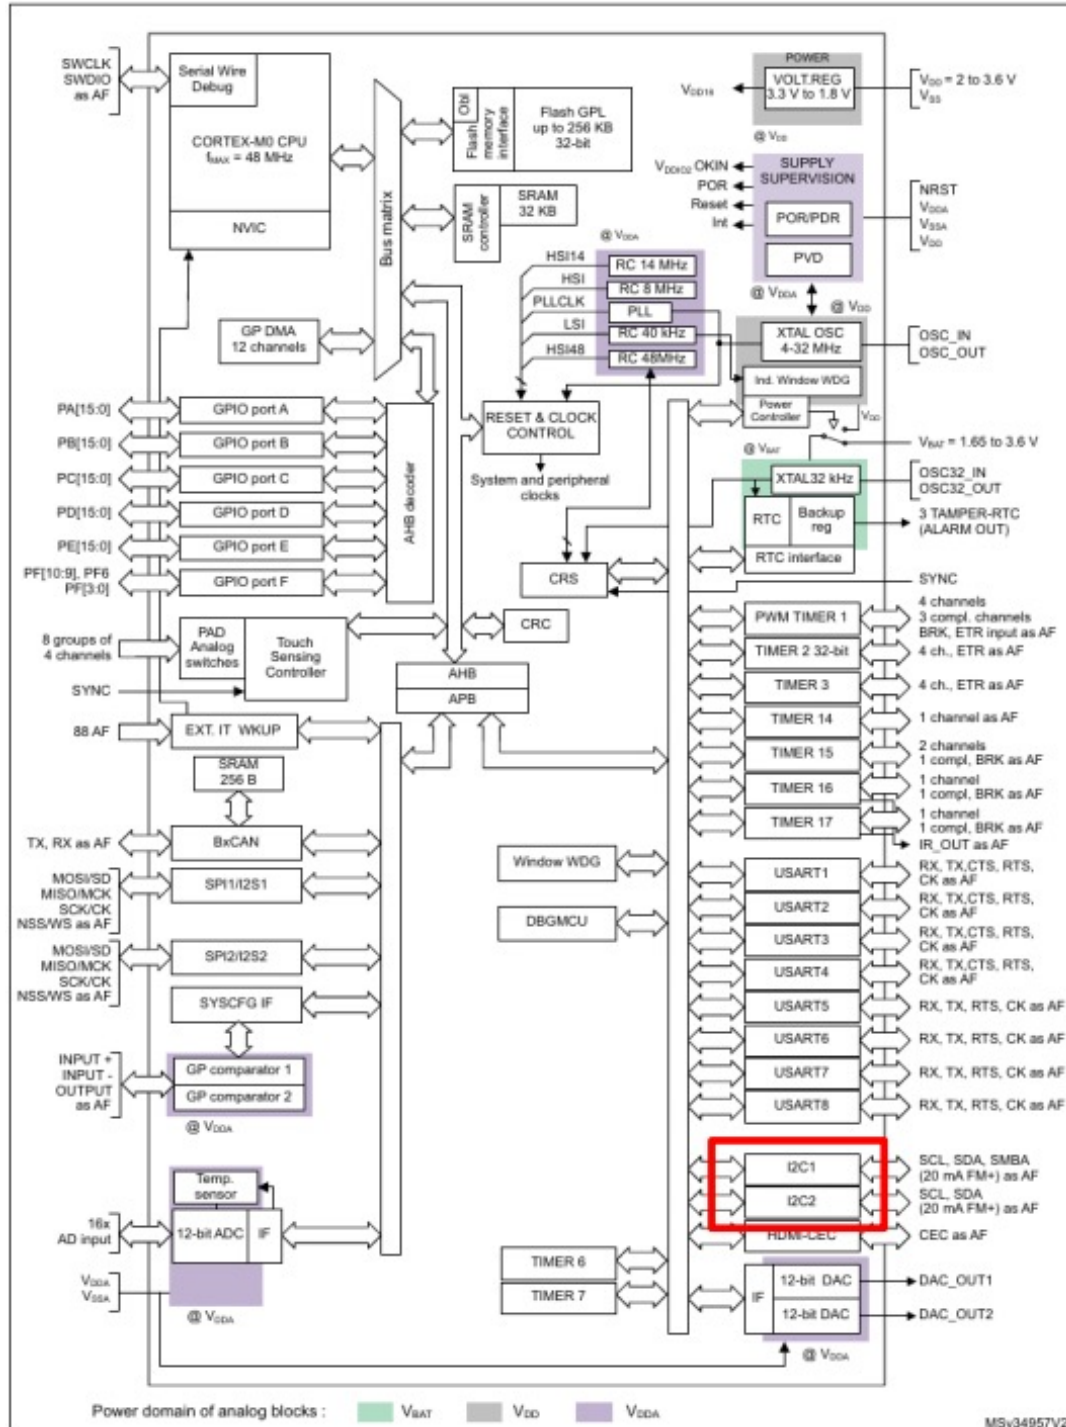 SWCLK
SWDIO
as AF
Serial Wire
Debug
CORTEX-M0 CPU
fMAX = 48 MHz
NVIC
Bus matrix
Obl
Flash
memory
interface
Flash GPL
up to 256 KB
32-bit
SRAM
controller
SRAM
32 KB
POWER
VOLT.REG
3.3 V to 1.8 V
VDD18
VDD = 2 to 3.6 V
VSS
@ VDD
SUPPLY
SUPERVISION
VDDIO2 OKIN
POR
Reset
Int
POR/PDR
PVD
NRST
VDDA
VSSA
VDD
@ VDDA
HSI14
HSI
PLLCLK
LSI
HSI48
RC 14 MHz
RC 8 MHz
PLL
RC 40 kHz
RC 48MHz
@ VDDA
@ VDD
XTAL OSC
4-32 MHz
OSC_IN
OSC_OUT
Ind. Window WDG
Power
Controller
VDD
VBAT = 1.65 to 3.6 V
@ VBAT
XTAL32 kHz
OSC32_IN
OSC32_OUT
RTC
Backup
reg
3 TAMPER-RTC
(ALARM OUT)
RTC interface
GP DMA
12 channels
PA[15:0]
GPIO port A
PB[15:0]
GPIO port B
PC[15:0]
GPIO port C
PD[15:0]
GPIO port D
PE[15:0]
GPIO port E
PF[10:9], PF6
PF[3:0]
GPIO port F
AHB decoder
RESET & CLOCK
CONTROL
System and peripheral
clocks
CRS
SYNC
8 groups of
4 channels
PAD
Analog
switches
Touch
Sensing
Controller
SYNC
CRC
AHB
APB
88 AF
EXT. IT WKUP
SRAM
256 B
TX, RX as AF
BxCAN
MOSI/SD
MISO/MCK
SCK/CK
NSS/WS as AF
SPI1/I2S1
MOSI/SD
MISO/MCK
SCK/CK
NSS/WS as AF
SPI2/I2S2
SYSCFG IF
INPUT +
INPUT -
OUTPUT
as AF
GP comparator 1
GP comparator 2
@ VDDA
Temp.
sensor
16x
AD input
12-bit ADC
IF
VDDA
VSSA
@ VDDA
Window WDG
DBGMCU
TIMER 6
TIMER 7
PWM TIMER 1
4 channels
3 compl. channels
BRK, ETR input as AF
TIMER 2 32-bit
4 ch., ETR as AF
TIMER 3
4 ch., ETR as AF
TIMER 14
1 channel as AF
TIMER 15
2 channels
1 compl, BRK as AF
TIMER 16
1 channel
1 compl, BRK as AF
TIMER 17
1 channel
1 compl, BRK as AF
IR_OUT as AF
USART1
RX, TX,CTS, RTS,
CK as AF
USART2
RX, TX,CTS, RTS,
CK as AF
USART3
RX, TX,CTS, RTS,
CK as AF
USART4
RX, TX,CTS, RTS,
CK as AF
USART5
RX, TX, RTS, CK as AF
USART6
RX, TX, RTS, CK as AF
USART7
RX, TX, RTS, CK as AF
USART8
RX, TX, RTS, CK as AF
I2C1
SCL, SDA, SMBA
(20 mA FM+) as AF
I2C2
SCL, SDA
(20 mA FM+) as AF
HDMI-CEC
CEC as AF
IF
12-bit DAC
DAC_OUT1
12-bit DAC
DAC_OUT2
@ VDDA
Power domain of analog blocks :
VBAT
VDD
VDDA
MSv34957V2